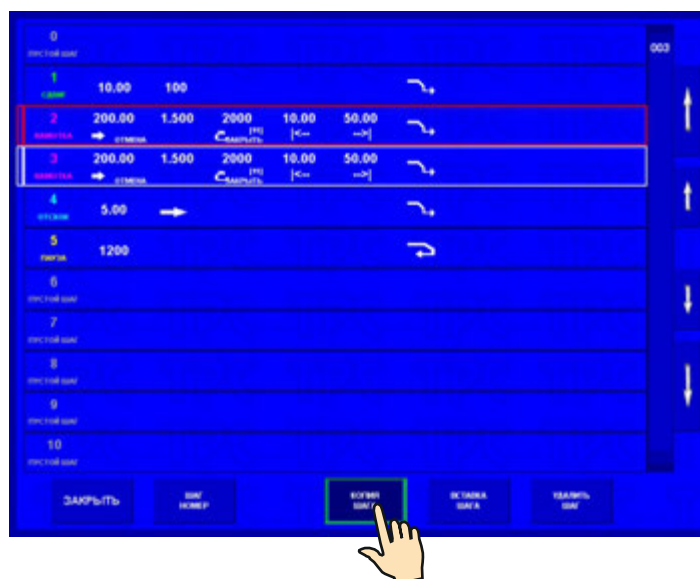 0
003
ПУСТОЙ ШАГ
1 10.00 100
СДВИГ
2 200.00 1.500 2000 10.00 50.00
НАМОТКА ОТМЕНА ЗАКРЫТЬ |<-- -->|
3 200.00 1.500 2000 10.00 50.00
НАМОТКА ОТМЕНА ЗАКРЫТЬ |<-- -->|
4 5.00
5 1200
ПАУЗА
6
ПУСТОЙ ШАГ
7
ПУСТОЙ ШАГ
8
ПУСТОЙ ШАГ
9
ПУСТОЙ ШАГ
10
ПУСТОЙ ШАГ
ЗАКРЫТЬ
ШАГ
НОМЕР
КОПИЯ
ШАГА
ВСТАВКА
ШАГА
УДАЛИТЬ
ШАГ